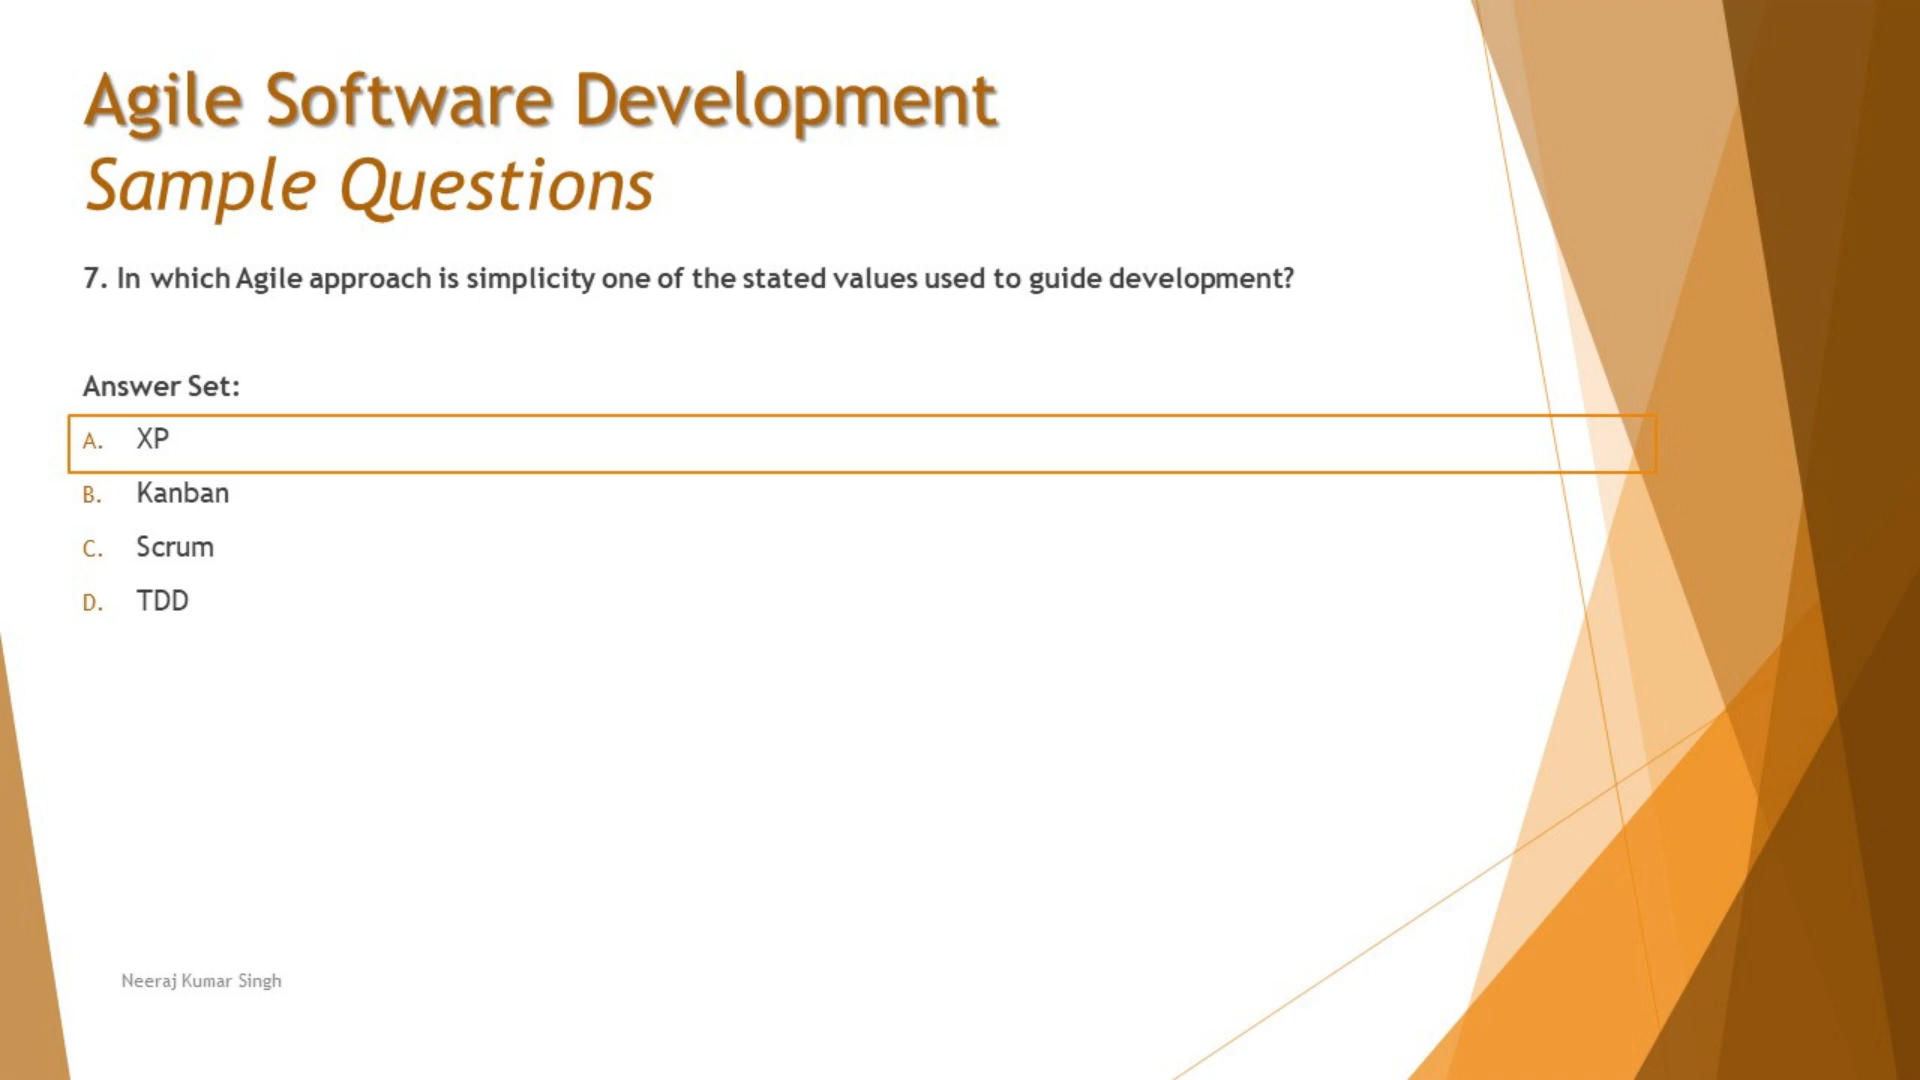 Agile Software Development
Sample Questions
7. In which Agile approach is simplicity one of the stated values used to guide development?
Answer Set:
A. XP
B. Kanban
C. Scrum
D. TDD
Neeraj Kumar Singh